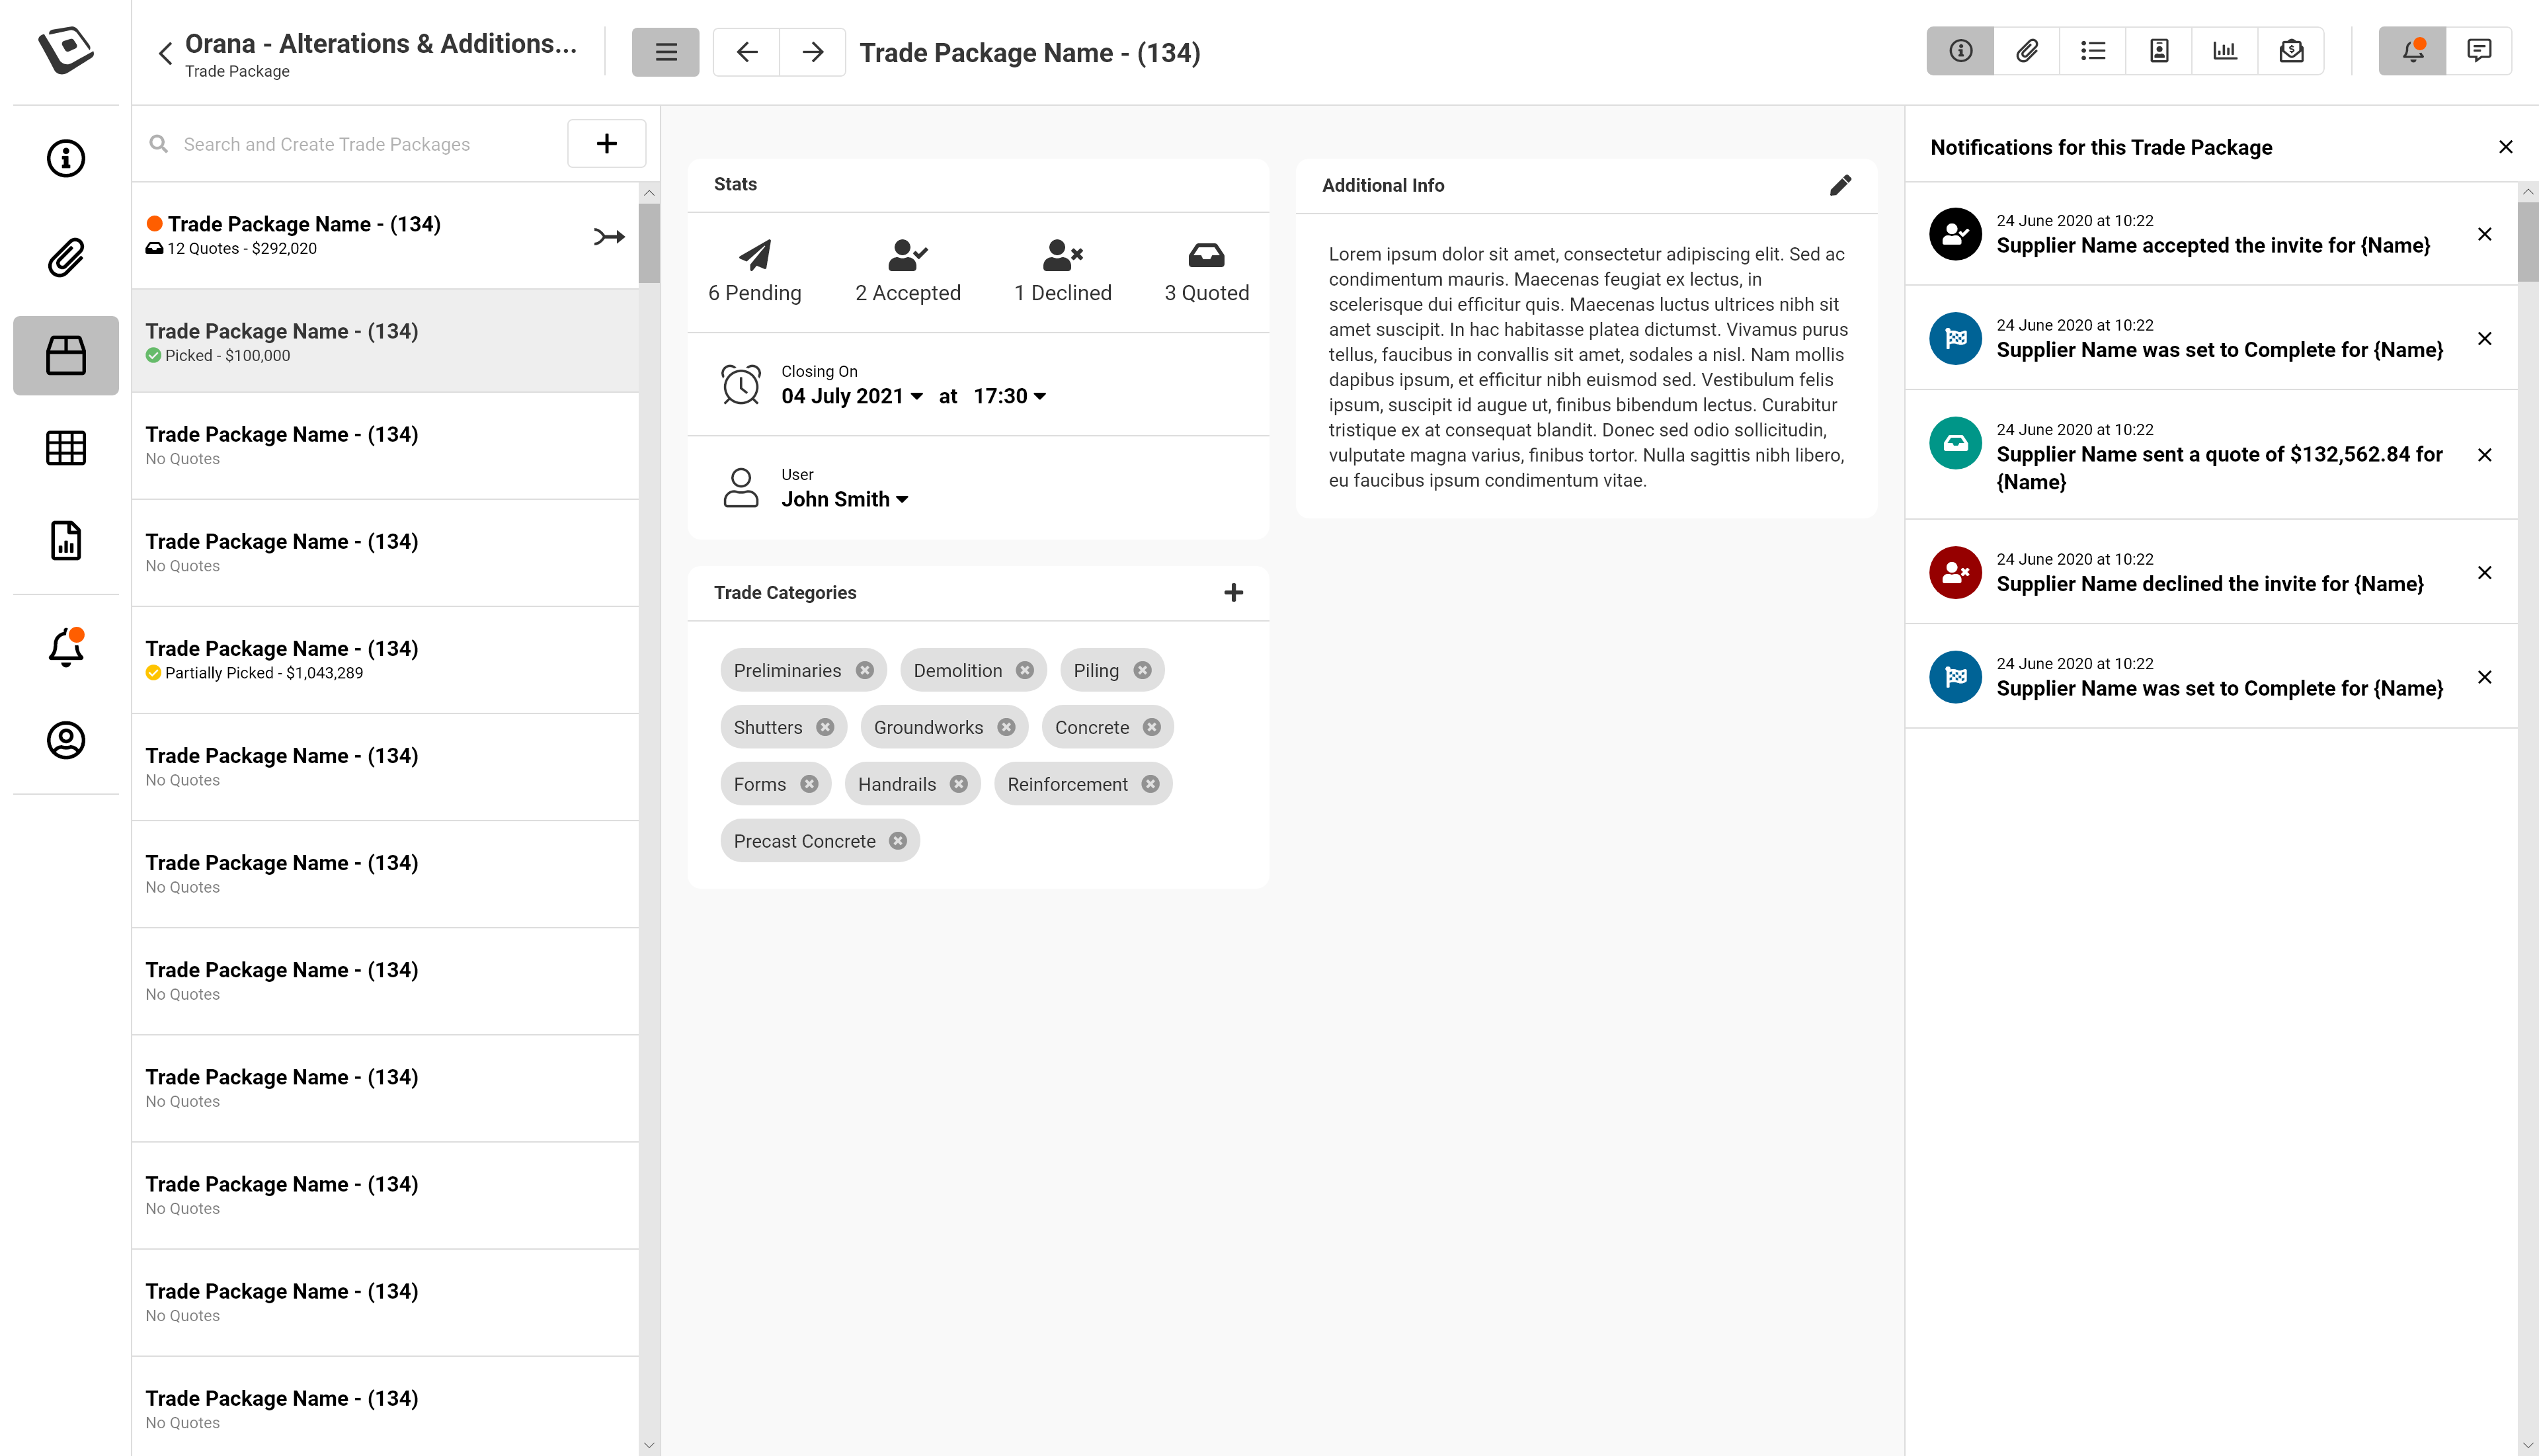 Orana - Alterations & Additions...
Trade Package
Trade Package Name - (134)
Search and Create Trade Packages
Trade Package Name - (134)
12 Quotes - $292,020
Trade Package Name - (134)
Picked - $100,000
Trade Package Name - (134)
No Quotes
Trade Package Name - (134)
No Quotes
Trade Package Name - (134)
Partially Picked - $1,043,289
Trade Package Name - (134)
No Quotes
Trade Package Name - (134)
No Quotes
Trade Package Name - (134)
No Quotes
Trade Package Name - (134)
No Quotes
Trade Package Name - (134)
No Quotes
Trade Package Name - (134)
No Quotes
Trade Package Name - (134)
No Quotes
Stats
6 Pending
2 Accepted
1 Declined
3 Quoted
Closing On
04 July 2021 at 17:30
User
John Smith
Trade Categories
Preliminaries
Demolition
Piling
Shutters
Groundworks
Concrete
Forms
Handrails
Reinforcement
Precast Concrete
Additional Info
Lorem ipsum dolor sit amet, consectetur adipiscing elit. Sed ac
condimentum mauris. Maecenas feugiat ex lectus, in
scelerisque dui efficitur quis. Maecenas luctus ultrices nibh sit
amet suscipit. In hac habitasse platea dictumst. Vivamus purus
tellus, faucibus in convallis sit amet, sodales a nisl. Nam mollis
dapibus ipsum, et efficitur nibh euismod sed. Vestibulum felis
ipsum, suscipit id augue ut, finibus bibendum lectus. Curabitur
tristique ex at consequat blandit. Donec sed odio sollicitudin,
vulputate magna varius, finibus tortor. Nulla sagittis nibh libero,
eu faucibus ipsum condimentum vitae.
Notifications for this Trade Package
24 June 2020 at 10:22
Supplier Name accepted the invite for {Name}
24 June 2020 at 10:22
Supplier Name was set to Complete for {Name}
24 June 2020 at 10:22
Supplier Name sent a quote of $132,562.84 for
{Name}
24 June 2020 at 10:22
Supplier Name declined the invite for {Name}
24 June 2020 at 10:22
Supplier Name was set to Complete for {Name}